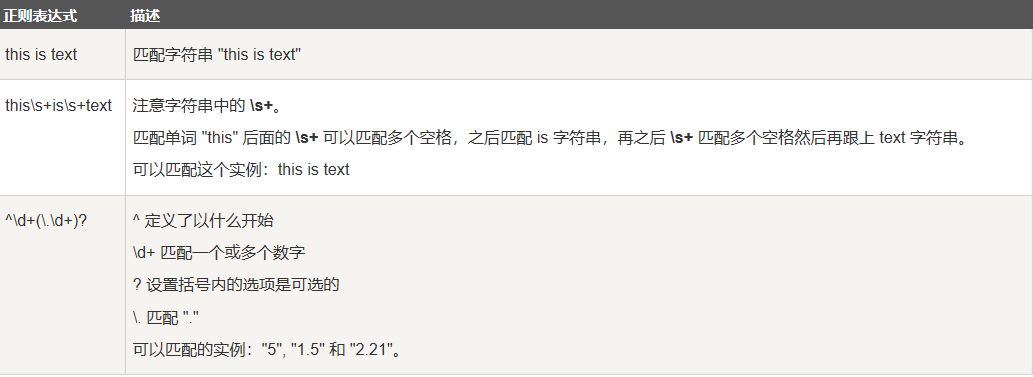 正则表达式 描述
this is text 匹配字符串 "this is text"
this\s+is\s+text 注意字符串中的 \s+。
匹配单词 "this" 后面的 \s+ 可以匹配多个空格，之后匹配 is 字符串，再之后 \s+ 匹配多个空格然后再跟上 text 字符串。
可以匹配这个实例：this is text
^\d+(\.\d+)? ^ 定义了以什么开始
\d+ 匹配一个或多个数字
? 设置括号内的选项是可选的
\. 匹配 "."
可以匹配的实例："5", "1.5" 和 "2.21"。